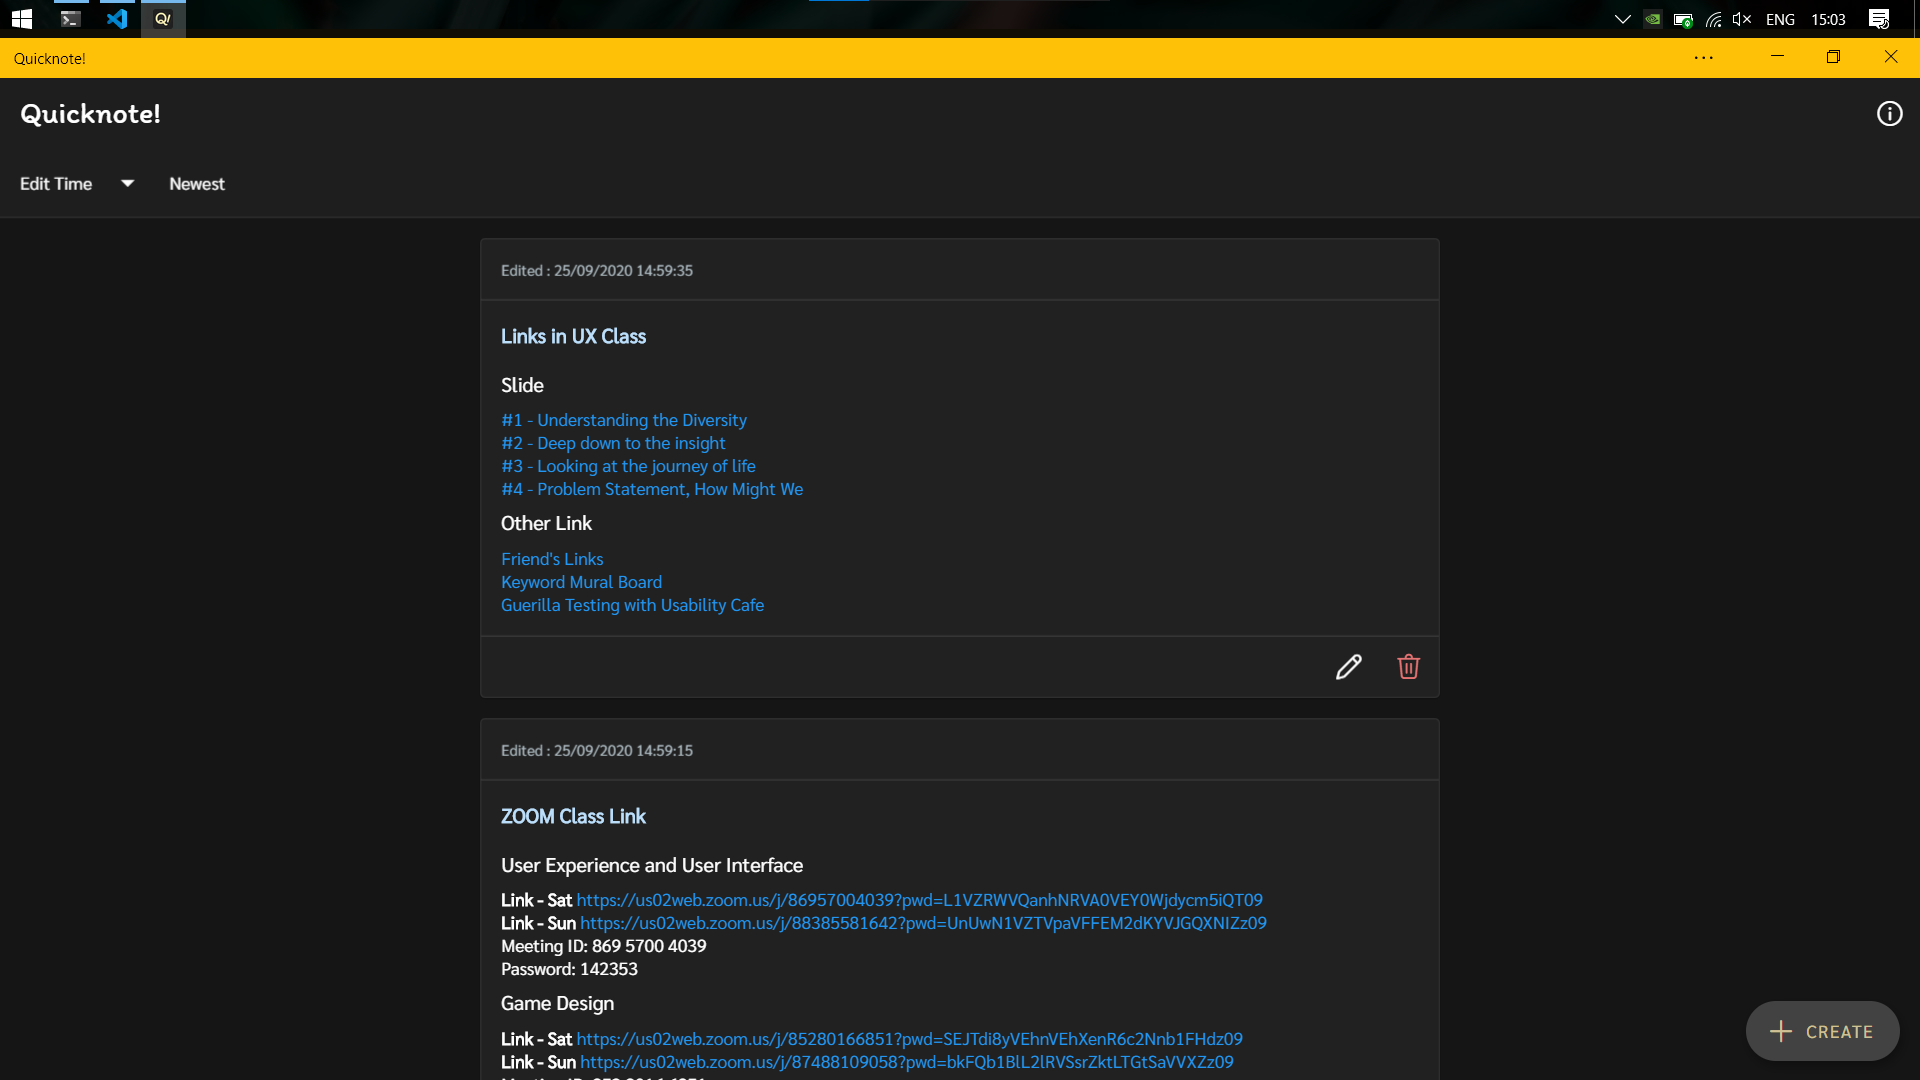 ENG 15:03
Quicknote!
Quicknote!
Edit Time Newest
Edited : 25/09/2020 14:59:35
Links in UX Class
Slide
#1 - Understanding the Diversity
#2 - Deep down to the insight
#3 - Looking at the journey of life
#4 - Problem Statement, How Might We
Other Link
Friend's Links
Keyword Mural Board
Guerilla Testing with Usability Cafe
Edited : 25/09/2020 14:59:15
ZOOM Class Link
User Experience and User Interface
Link - Sat https://us02web.zoom.us/j/86957004039?pwd=L1VZRWVQanhNRVA0VEY0Wjdycm5iQT09
Link - Sun https://us02web.zoom.us/j/88385581642?pwd=UnUwN1VZTVpaVFFEM2dKYVJGQXNIZz09
Meeting ID: 869 5700 4039
Password: 142353
Game Design
Link - Sat https://us02web.zoom.us/j/85280166851?pwd=SEJTdi8yVEhnVEhXenR6c2Nnb1FHdz09
Link - Sun https://us02web.zoom.us/j/87488109058?pwd=bkFQb1BlL2lRVSsrZktLTGtSaVVXZz09
CREATE